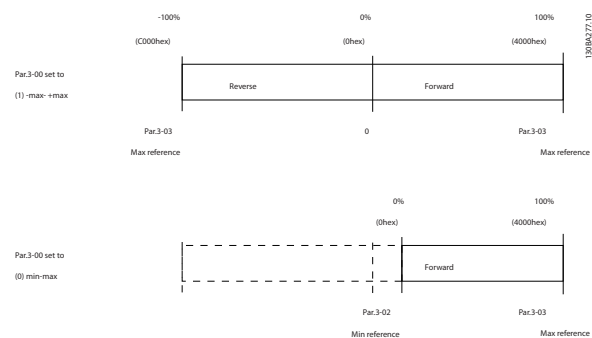 -100% 0% 100%
(C000hex) (0hex) (4000hex)
130BA277.10
Par.3-00 set to
(1) -max- +max
Reverse Forward
Par.3-03 0 Par.3-03
Max reference Max reference
0% 100%
(0hex) (4000hex)
Par.3-00 set to
(0) min-max
Forward
Par.3-02 Par.3-03
Min reference Max reference